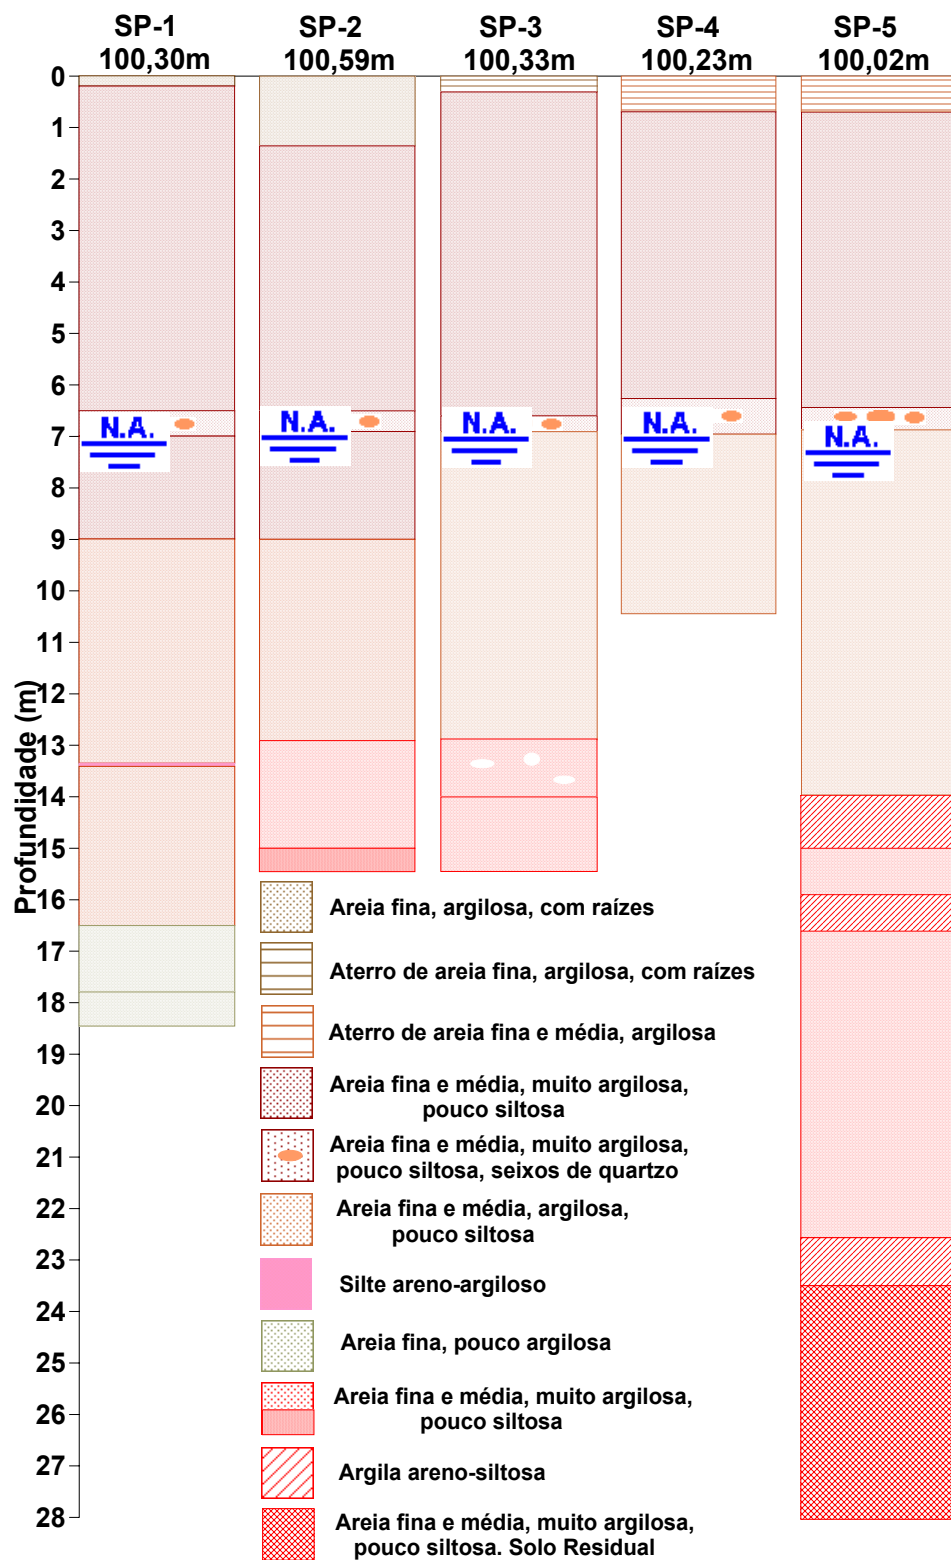 SP-1 SP-2 SP-3 SP-4 SP-5
100,30m 100,59m 100,33m 100,23m 100,02m
0
1
2
3
4
5
6
N.A. N.A. N.A. N.A. N.A.
7
8
9
10
11
12
13
14
15
16
17
18
19
20
21
22
23
24
25
26
27
28
Profundidade (m)
Areia fina, argilosa, com raízes
Aterro de areia fina, argilosa, com raízes
Aterro de areia fina e média, argilosa
Areia fina e média, muito argilosa,
pouco siltosa
Areia fina e média, muito argilosa,
pouco siltosa, seixos de quartzo
Areia fina e média, argilosa,
pouco siltosa
Silte areno-argiloso
Areia fina, pouco argilosa
Areia fina e média, muito argilosa,
pouco siltosa
Argila areno-siltosa
Areia fina e média, muito argilosa,
pouco siltosa. Solo Residual